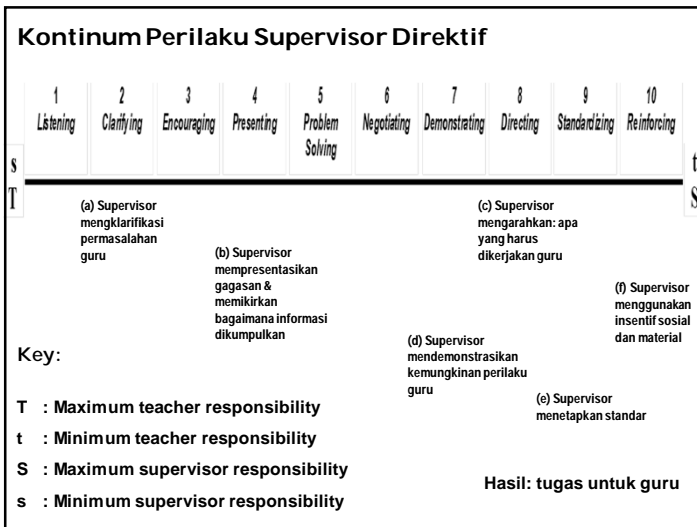 Kontinum Perilaku Supervisor Direktif
1 2 3 4 5 6 7 8 9 10
Listening Clarifying Encouraging Presenting Problem Solving Negotiating Demonstrating Directing Standardizing Reinforcing
s t
T S
(a) Supervisor
mengklarifikasi
permasalahan
guru
(b) Supervisor
mempresentasikan
gagasan &
memikirkan
bagaimana informasi
dikumpulkan
(c) Supervisor
mengarahkan: apa
yang harus
dikerjakan guru
(d) Supervisor
mendemonstrasikan
kemungkinan perilaku
guru
(e) Supervisor
menetapkan standar
(f) Supervisor
menggunakan
insentif sosial
dan material
Key:
T : Maximum teacher responsibility
t : Minimum teacher responsibility
S : Maximum supervisor responsibility
s : Minimum supervisor responsibility
Hasil: tugas untuk guru